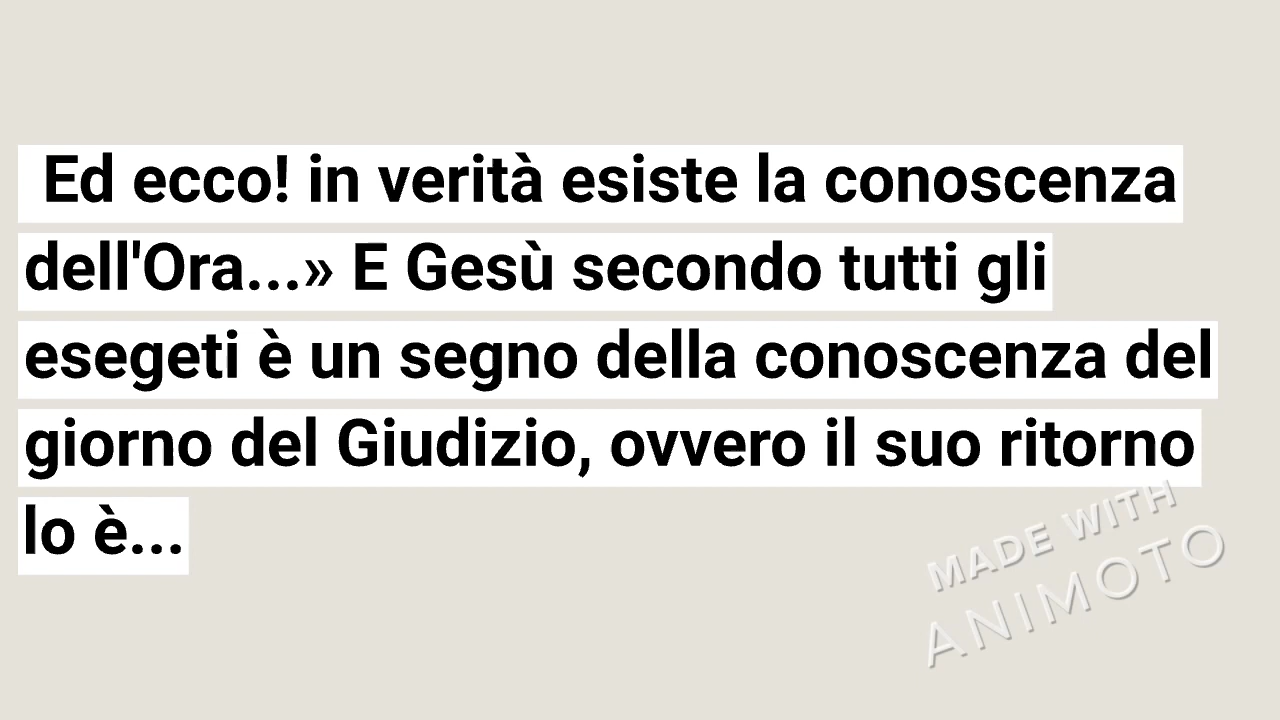 Ed ecco! in verità esiste la conoscenza
dell'Ora...» E Gesù secondo tutti gli
esegeti è un segno della conoscenza del
giorno del Giudizio, ovvero il suo ritorno
lo è...
MADE WITH
ANIMOTO